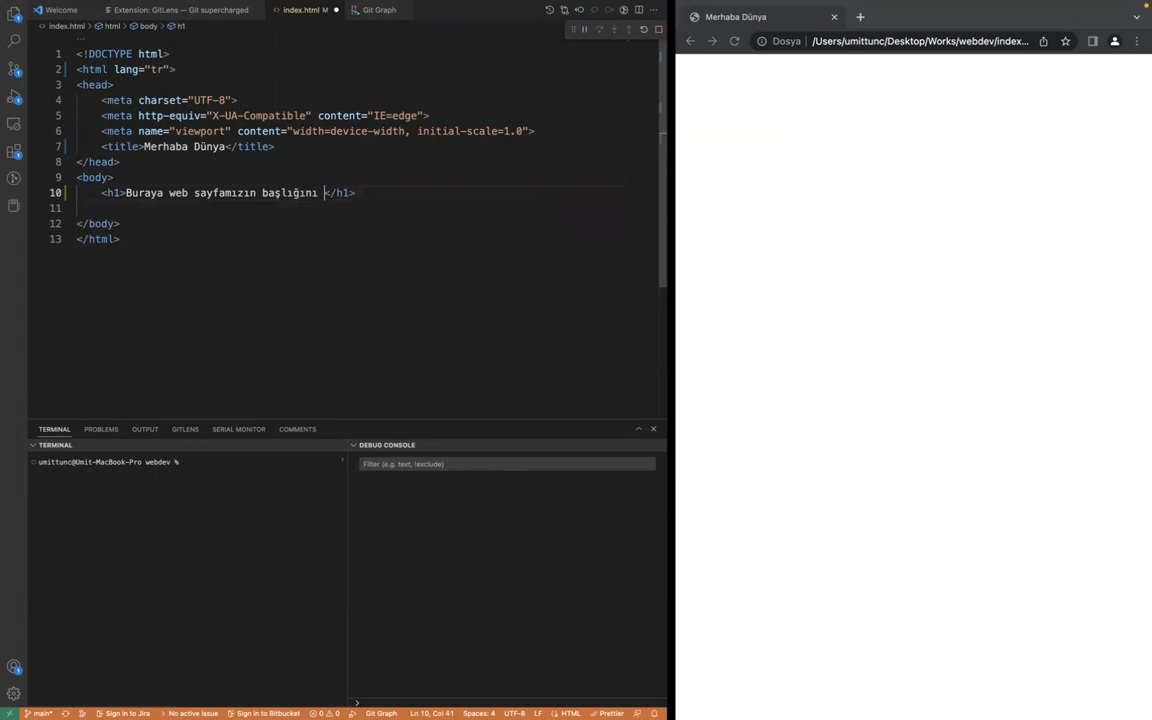 Welcome
Extension: GitLens — Git supercharged
index.html M
Git Graph
index.html > html > body > h1
...
1 <!DOCTYPE html>
2 <html lang="tr">
3 <head>
4 <meta charset="UTF-8">
5 <meta http-equiv="X-UA-Compatible" content="IE=edge">
6 <meta name="viewport" content="width=device-width, initial-scale=1.0">
7 <title>Merhaba Dünya</title>
8 </head>
9 <body>
10 <h1>Buraya web sayfamızın başlığını </h1>
11
12 </body>
13 </html>
TERMINAL PROBLEMS OUTPUT GITLENS SERIAL MONITOR COMMENTS
TERMINAL
umittunc@Umit-MacBook-Pro webdev %
DEBUG CONSOLE
Filter (e.g. text, !exclude)
main* Sign in to Jira No active issue Sign in to Bitbucket 0 0 Git Graph Ln 10, Col 41 Spaces: 4 UTF-8 LF HTML Prettier
Merhaba Dünya
Dosya /Users/umittunc/Desktop/Works/webdev/index...